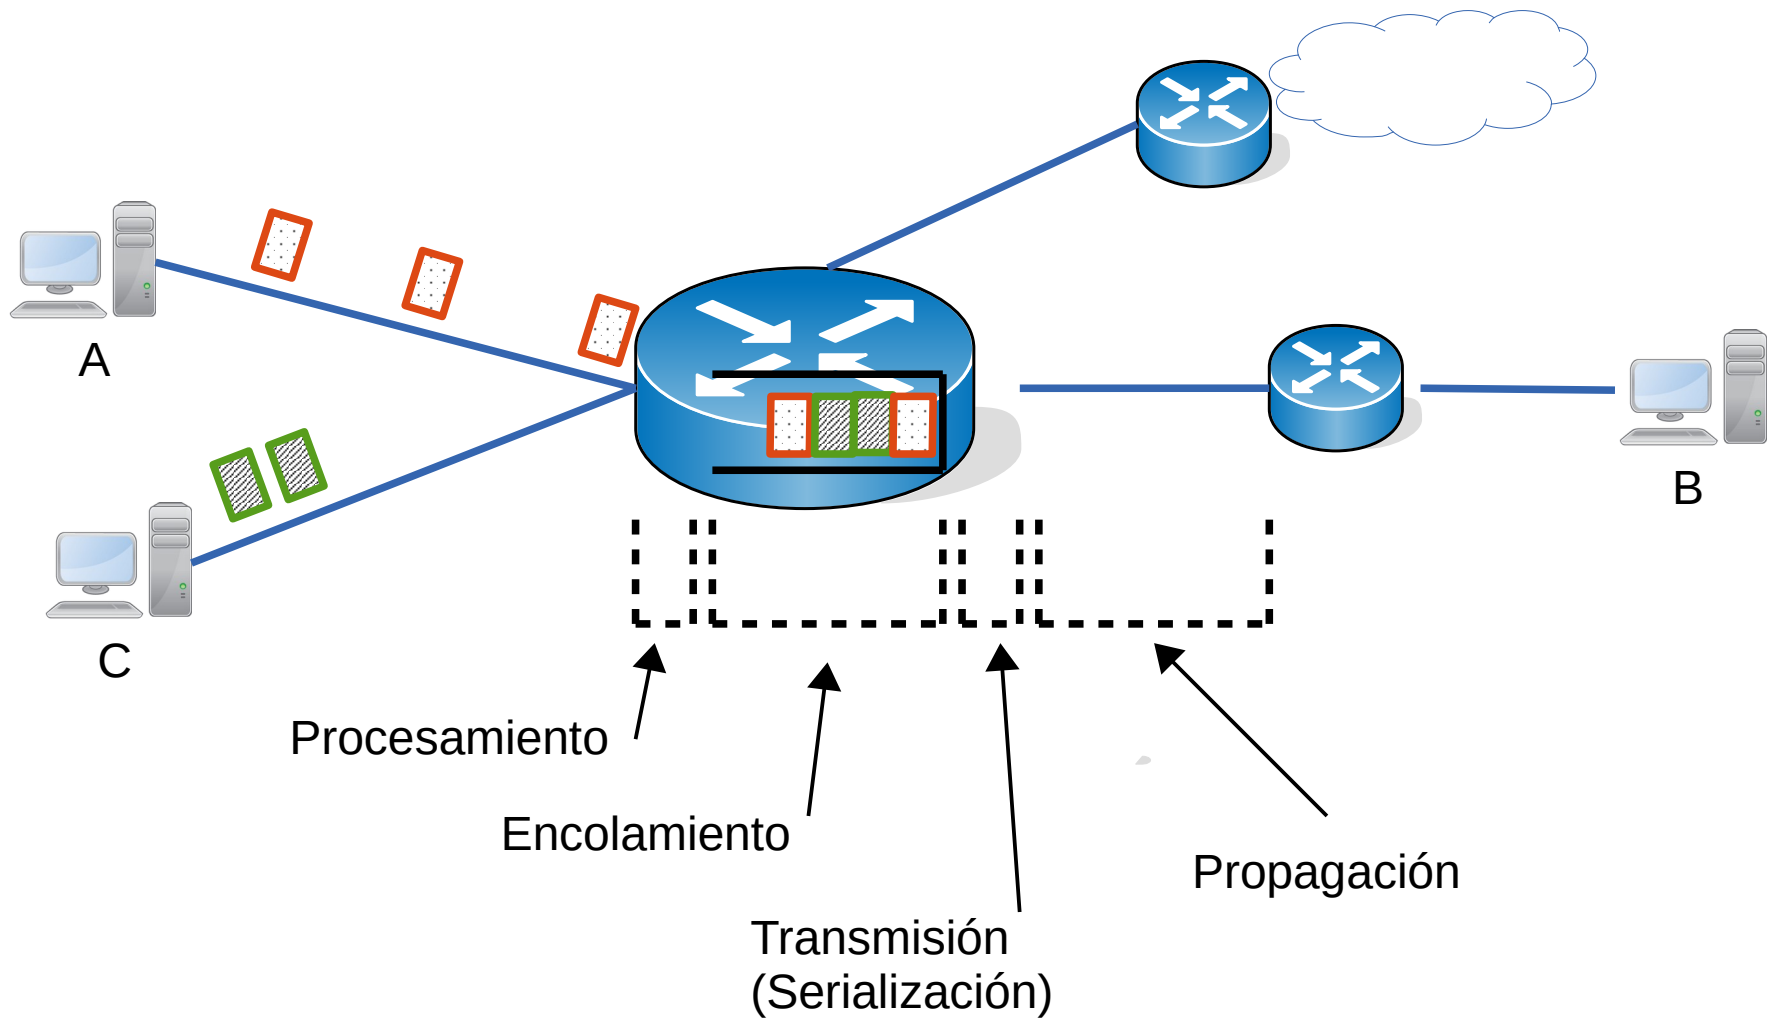 A
B
C
Procesamiento
Encolamiento
Propagación
Transmisión
(Serialización)